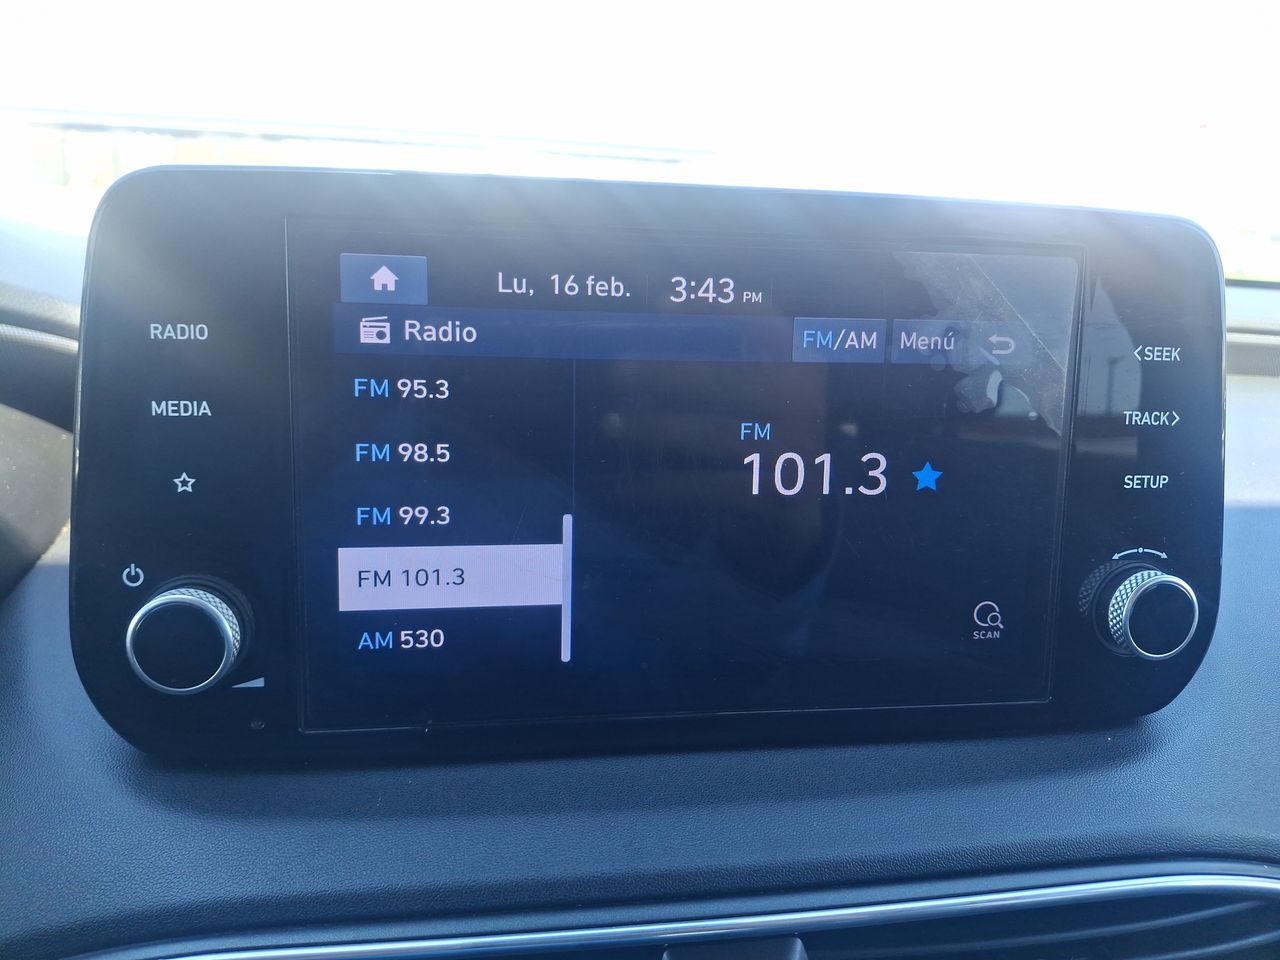 Lu, 16 feb. 3:43 PM
Radio FM/AM Menú
RADIO
MEDIA
FM 95.3
FM 98.5
FM 99.3
FM 101.3
AM 530
FM
101.3
SCAN
<SEEK
TRACK>
SETUP